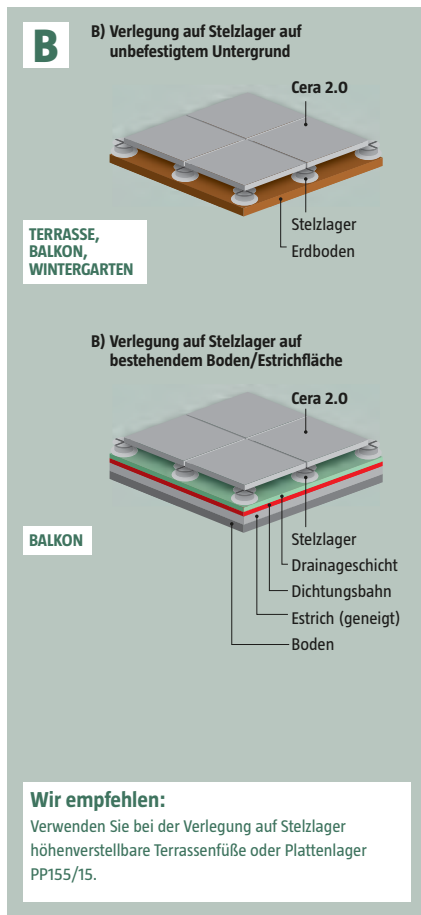 B
B) Verlegung auf Stelzlager auf
unbefestigtem Untergrund
Cera 2.0
Stelzlager
Erdboden
TERRASSE,
BALKON,
WINTERGARTEN
B) Verlegung auf Stelzlager auf
bestehendem Boden/Estrichfläche
Cera 2.0
Stelzlager
Drainageschicht
Dichtungsbahn
Estrich (geneigt)
Boden
BALKON
Wir empfehlen:
Verwenden Sie bei der Verlegung auf Stelzlager
höhenverstellbare Terrassenfüße oder Plattenlager
PP155/15.